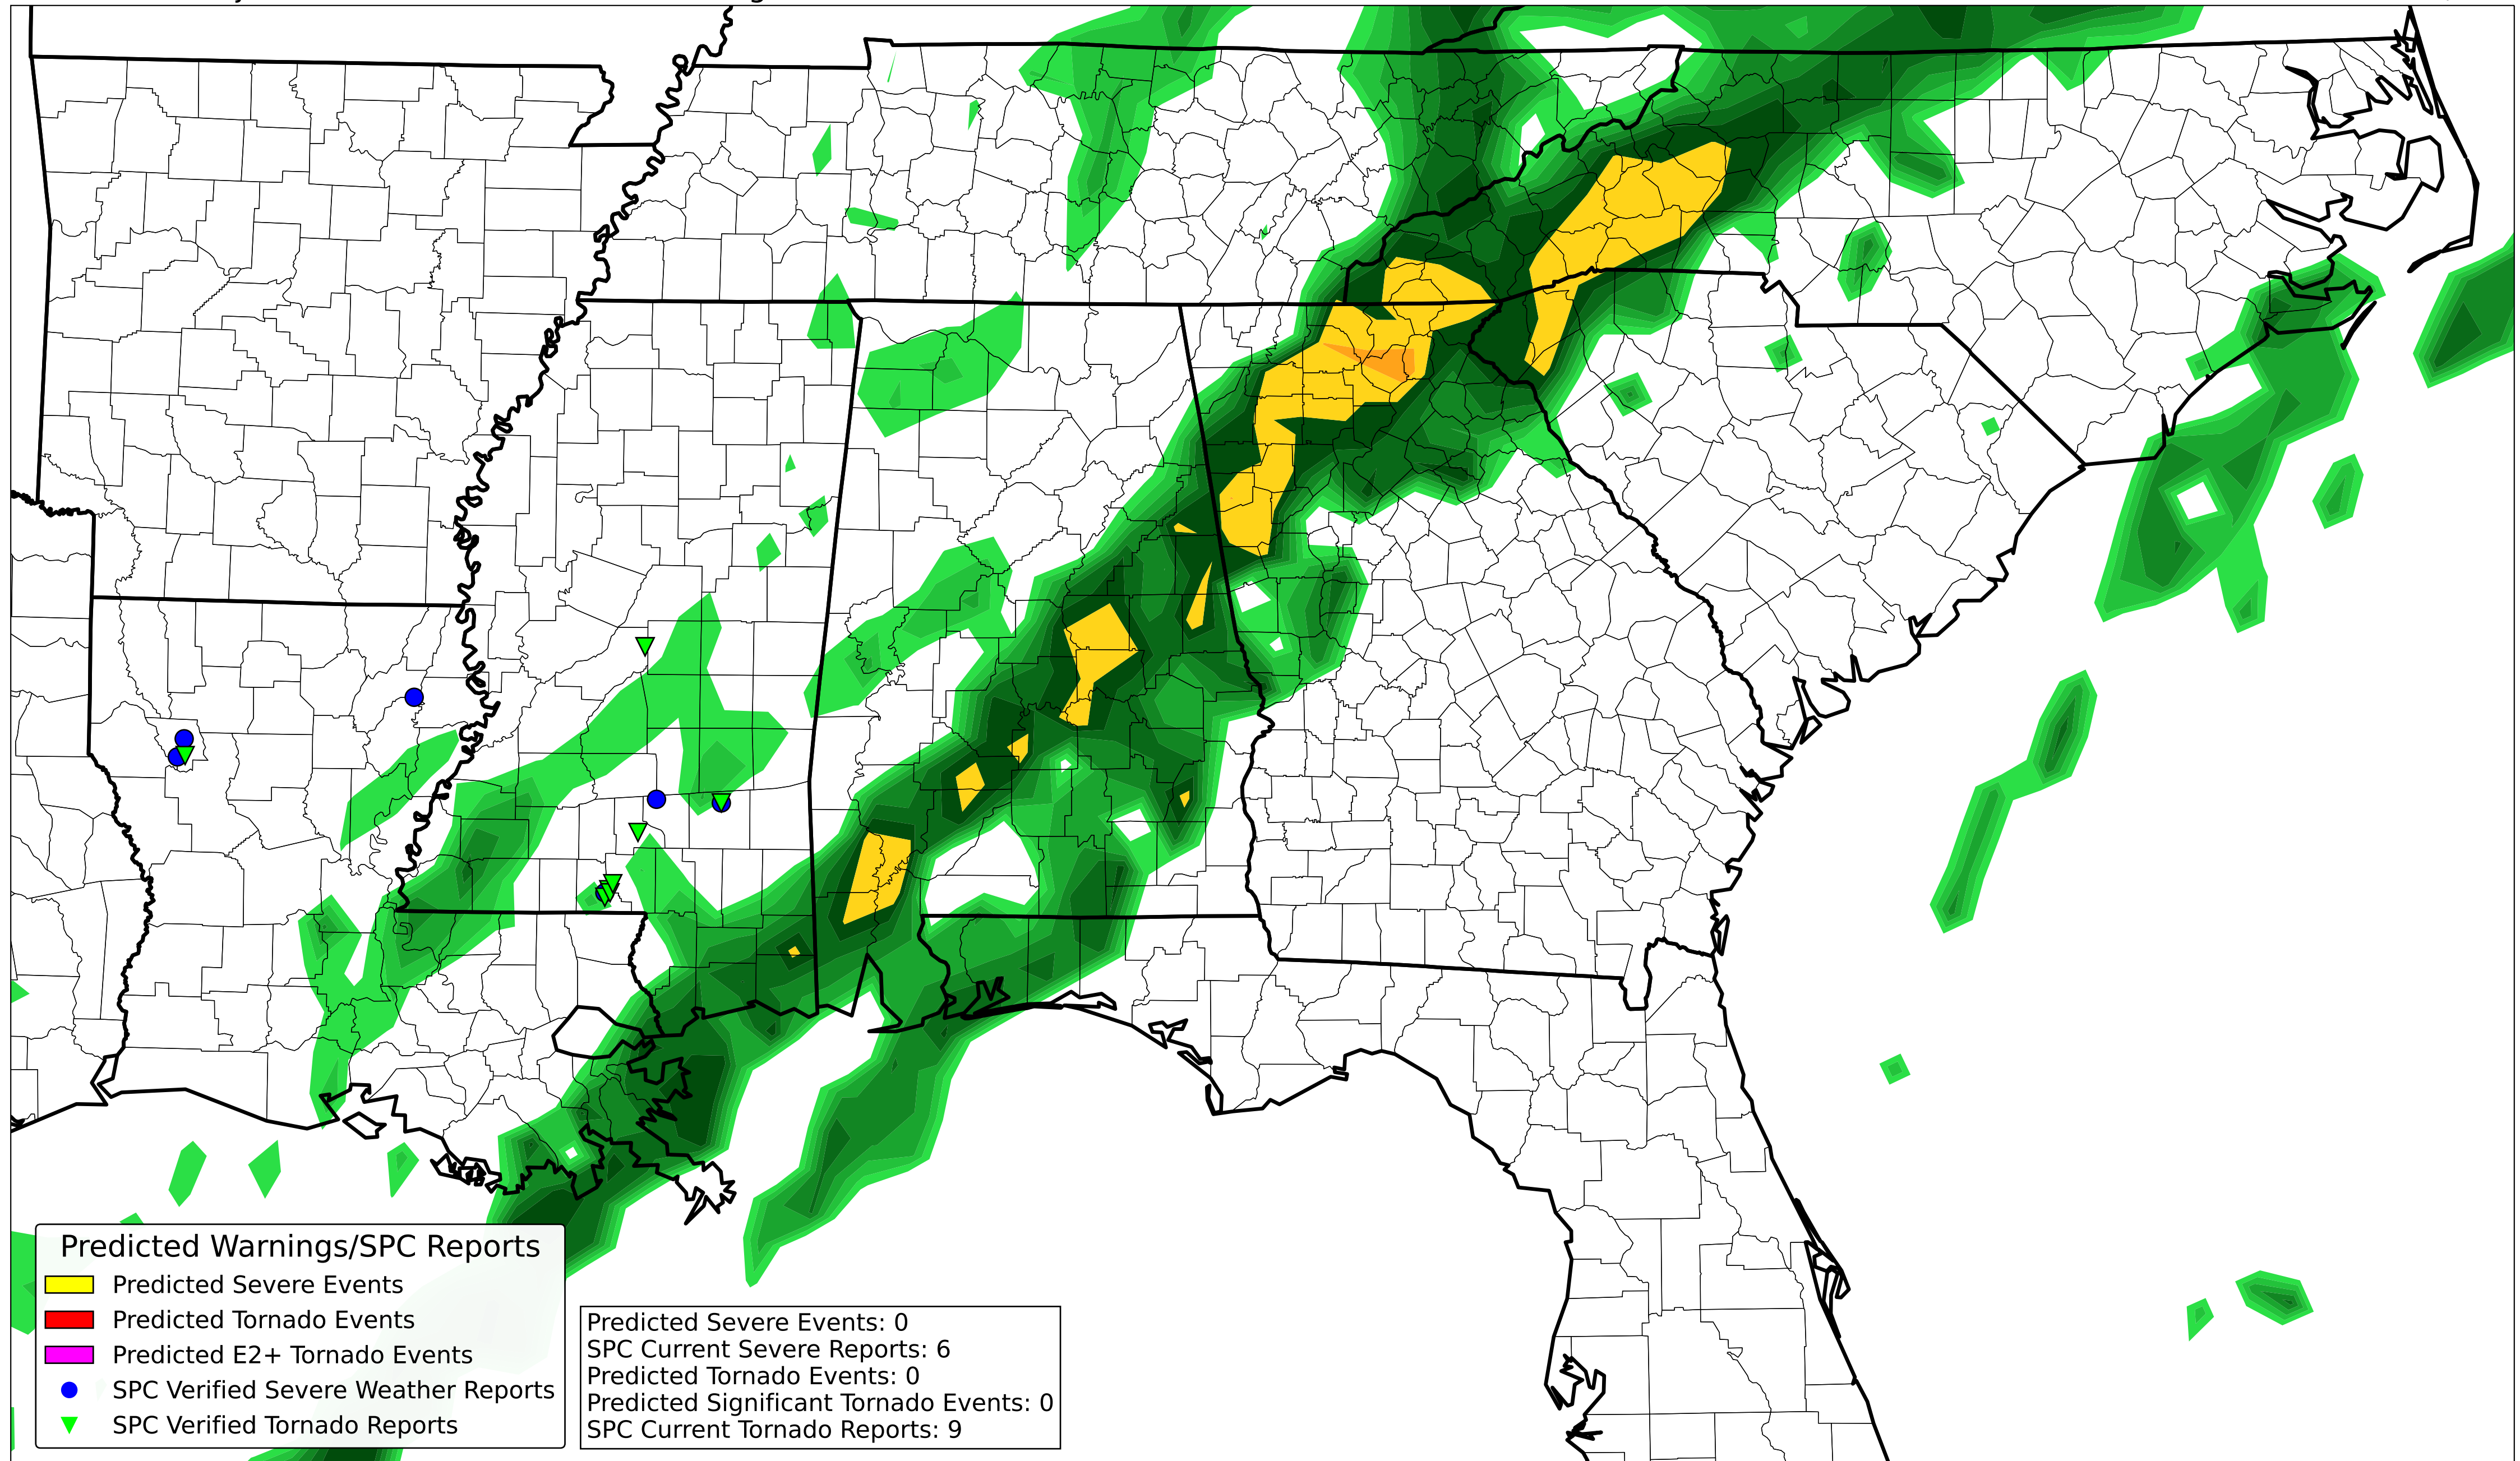 Predicted Warnings/SPC Reports
Predicted Severe Events
Predicted Tornado Events
Predicted E2+ Tornado Events
SPC Verified Severe Weather Reports
SPC Verified Tornado Reports
Predicted Severe Events: 0
SPC Current Severe Reports: 6
Predicted Tornado Events: 0
Predicted Significant Tornado Events: 0
SPC Current Tornado Reports: 9